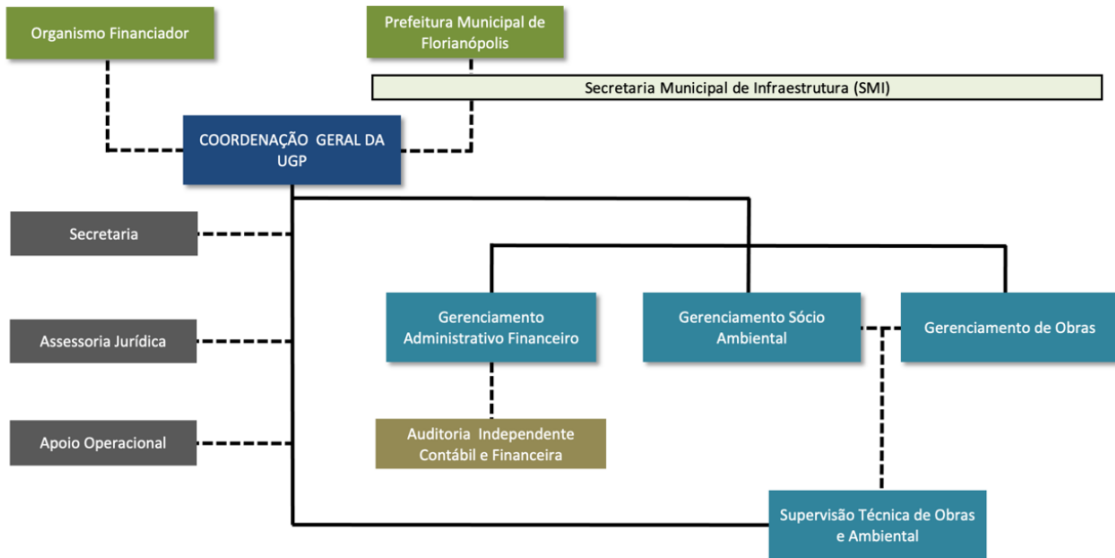 Organismo Financiador
Prefeitura Municipal de
Florianópolis
Secretaria Municipal de Infraestrutura (SMI)
COORDENAÇÃO GERAL DA
UGP
Secretaria
Assessoria Jurídica
Apoio Operacional
Gerenciamento
Administrativo Financeiro
Gerenciamento Sócio
Ambiental
Gerenciamento de Obras
Auditoria Independente
Contábil e Financeira
Supervisão Técnica de Obras
e Ambiental